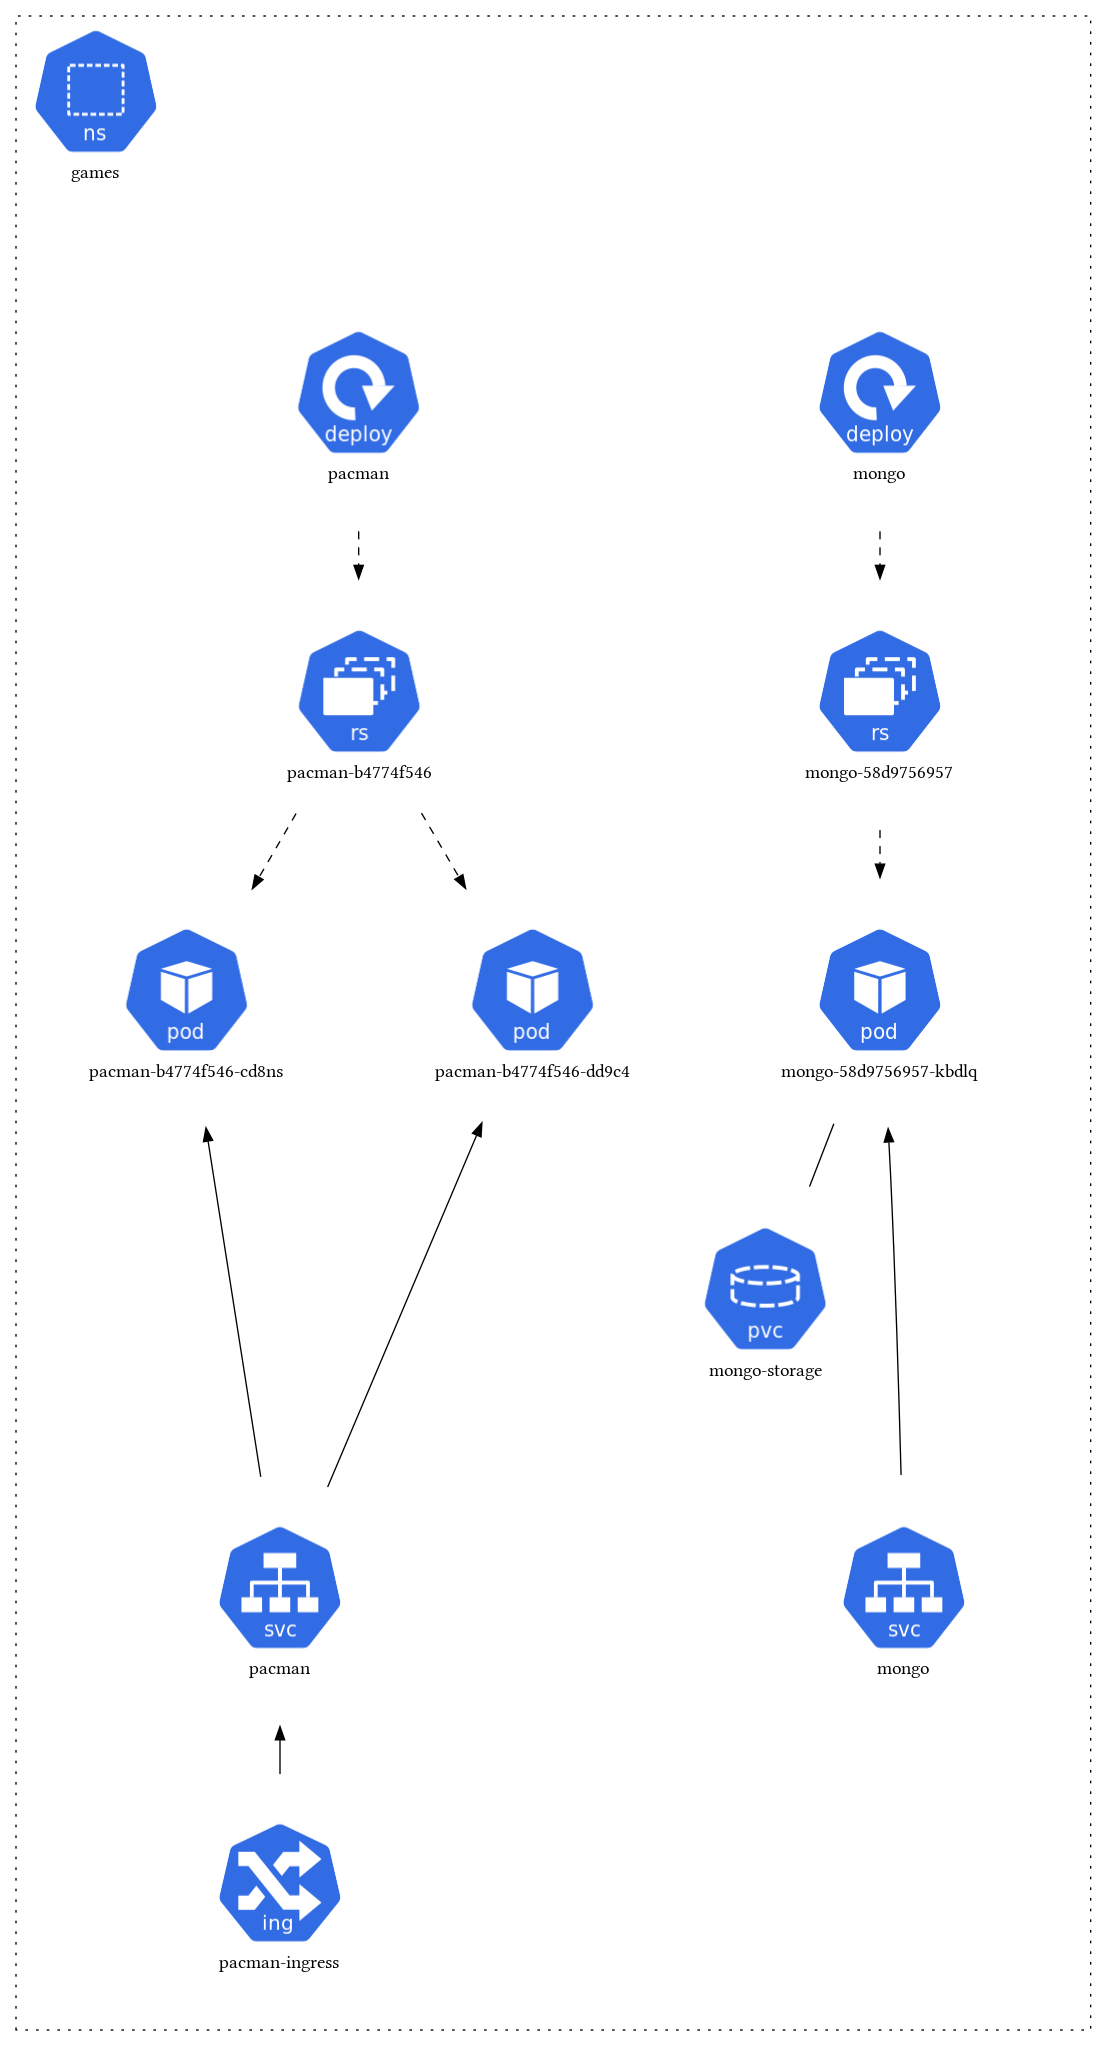 ns
games
deploy
pacman
deploy
mongo
rs
pacman-b4774f546
rs
mongo-58d9756957
pod
pacman-b4774f546-cd8ns
pod
pacman-b4774f546-dd9c4
pod
mongo-58d9756957-kbdlq
pvc
mongo-storage
svc
pacman
svc
mongo
ing
pacman-ingress